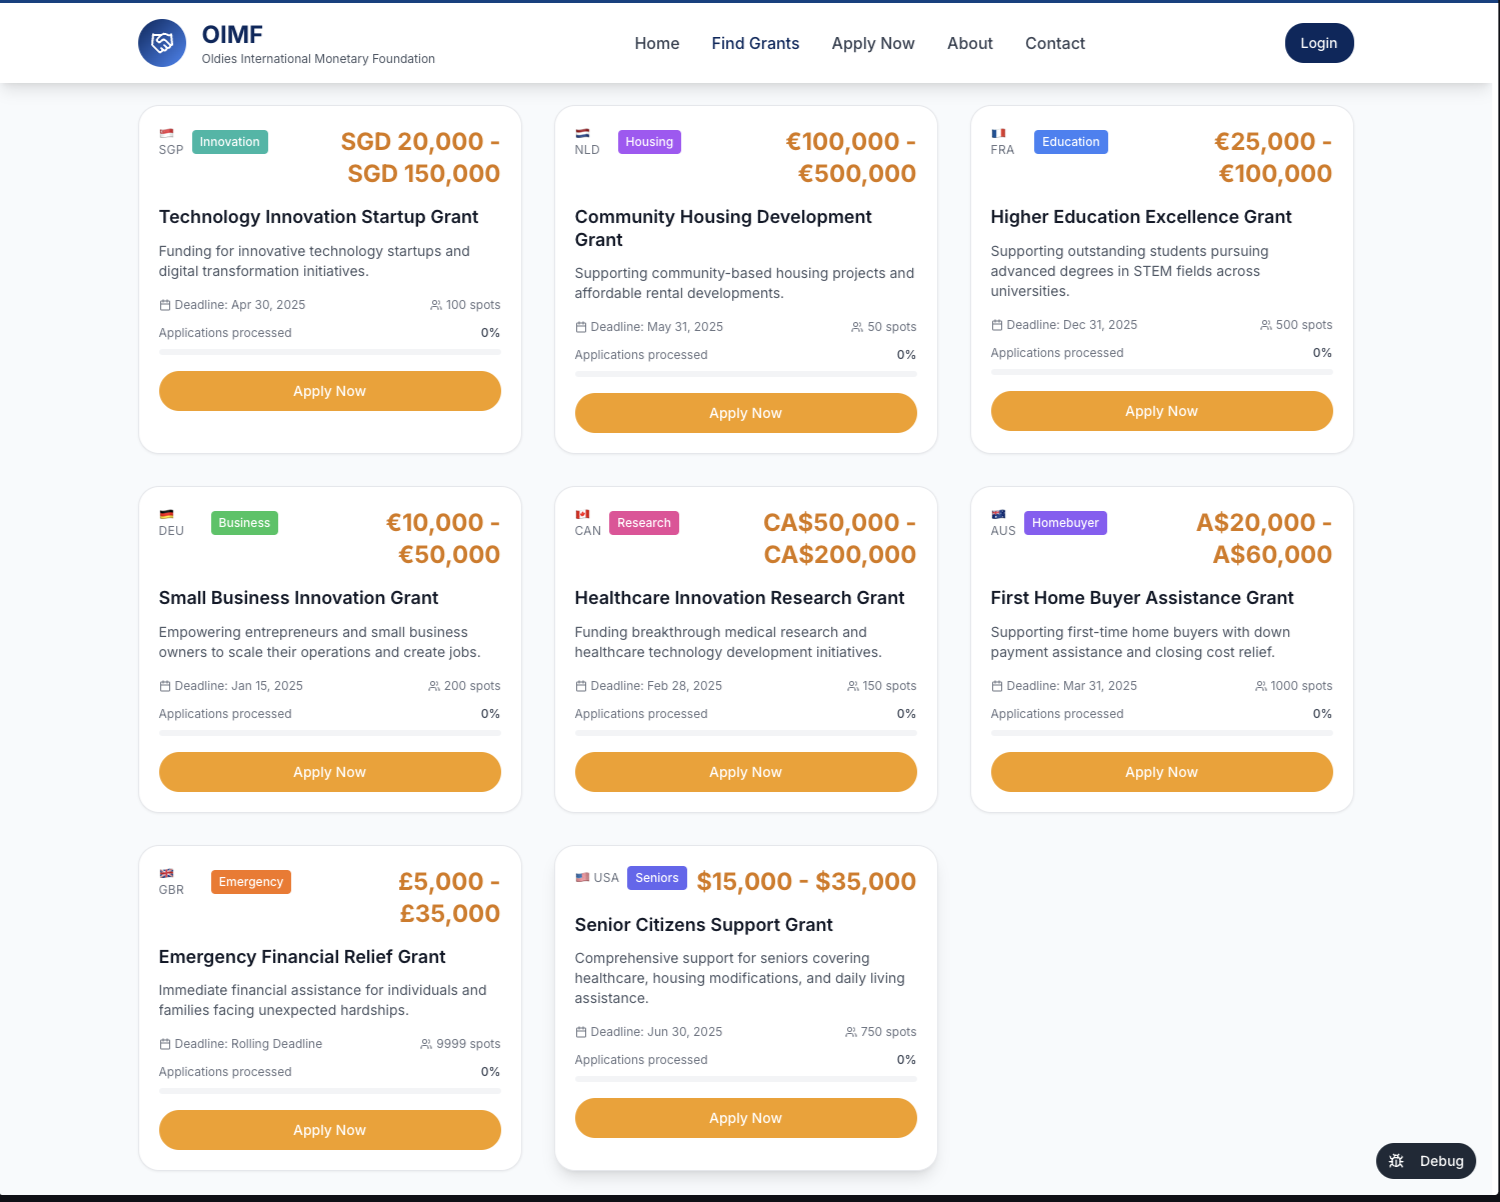 OIMF
Oldies International Monetary Foundation
Home
Find Grants
Apply Now
About
Contact
Login
SGP
Innovation
SGD 20,000 -
SGD 150,000
Technology Innovation Startup Grant
Funding for innovative technology startups and
digital transformation initiatives.
Deadline: Apr 30, 2025
100 spots
Applications processed
0%
Apply Now
NLD
Housing
€100,000 -
€500,000
Community Housing Development
Grant
Supporting community-based housing projects and
affordable rental developments.
Deadline: May 31, 2025
50 spots
Applications processed
0%
Apply Now
FRA
Education
€25,000 -
€100,000
Higher Education Excellence Grant
Supporting outstanding students pursuing
advanced degrees in STEM fields across
universities.
Deadline: Dec 31, 2025
500 spots
Applications processed
0%
Apply Now
DEU
Business
€10,000 -
€50,000
Small Business Innovation Grant
Empowering entrepreneurs and small business
owners to scale their operations and create jobs.
Deadline: Jan 15, 2025
200 spots
Applications processed
0%
Apply Now
CAN
Research
CA$50,000 -
CA$200,000
Healthcare Innovation Research Grant
Funding breakthrough medical research and
healthcare technology development initiatives.
Deadline: Feb 28, 2025
150 spots
Applications processed
0%
Apply Now
AUS
Homebuyer
A$20,000 -
A$60,000
First Home Buyer Assistance Grant
Supporting first-time home buyers with down
payment assistance and closing cost relief.
Deadline: Mar 31, 2025
1000 spots
Applications processed
0%
Apply Now
GBR
Emergency
£5,000 -
£35,000
Emergency Financial Relief Grant
Immediate financial assistance for individuals and
families facing unexpected hardships.
Deadline: Rolling Deadline
9999 spots
Applications processed
0%
Apply Now
USA
Seniors
$15,000 - $35,000
Senior Citizens Support Grant
Comprehensive support for seniors covering
healthcare, housing modifications, and daily living
assistance.
Deadline: Jun 30, 2025
750 spots
Applications processed
0%
Apply Now
Debug